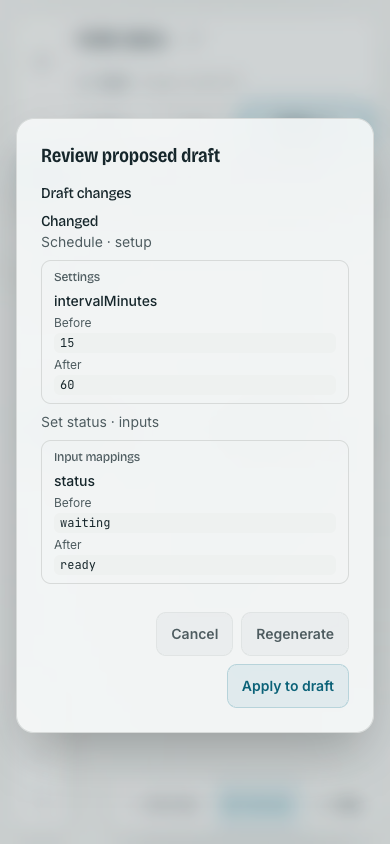 Review proposed draft
Draft changes
Changed
Schedule · setup
Settings
intervalMinutes
Before
15
After
60
Set status · inputs
Input mappings
status
Before
waiting
After
ready
Cancel
Regenerate
Apply to draft